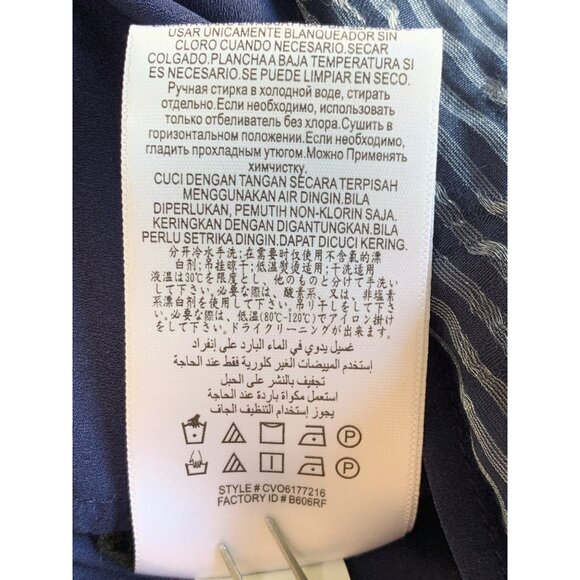 USAR UNICAMENTE BLANQUEADOR SIN
CLORO CUANDO NECESARIO.SECAR
COLGADO.PLANCHA A BAJA TEMPERATURA SI
ES NECESARIO.SE PUEDE LIMPIAR EN SECO.
Ручная стирка в холодной воде, стирать
отдельно.Если необходимо, использовать
только отбеливатель без хлора.Сушить в
горизонтальном положении.Если необходимо,
гладить прохладным утюгом.Можно Применять
химчистку.
CUCI DENGAN TANGAN SECARA TERPISAH
MENGGUNAKAN AIR DINGIN.BILA
DIPERLUKAN, PEMUTIH NON-KLORIN SAJA.
KERINGKAN DENGAN DIGANTUNGKAN.BILA
PERLU SETRIKA DINGIN.DAPAT DICUCI KERING.
分开冷水手洗;在需要时仅使用不含氯的漂
白剂;吊挂晾干;低温熨烫适用;干洗适用
液温は30℃を限度とし、他のものと分けて手洗い
して下さい。必要な際は、酸素系、又は、非塩素
系漂白剤を使用して下さい。吊り干しをして下さ
い。必要な際は、低温(80℃-120℃)でアイロン掛け
をして下さい。ドライクリーニングが出来ます。
غسيل يدوي في الماء البارد على إنفراد
إستخدم المبيضات الغير كلورية فقط عند الحاجة
تجفيف بالنشر على الحبل
استعمل مكواة باردة عند الحاجة
يجوز إستخدام التنظيف الجاف
P
P
STYLE # CVO6177216
FACTORY ID # B606RF